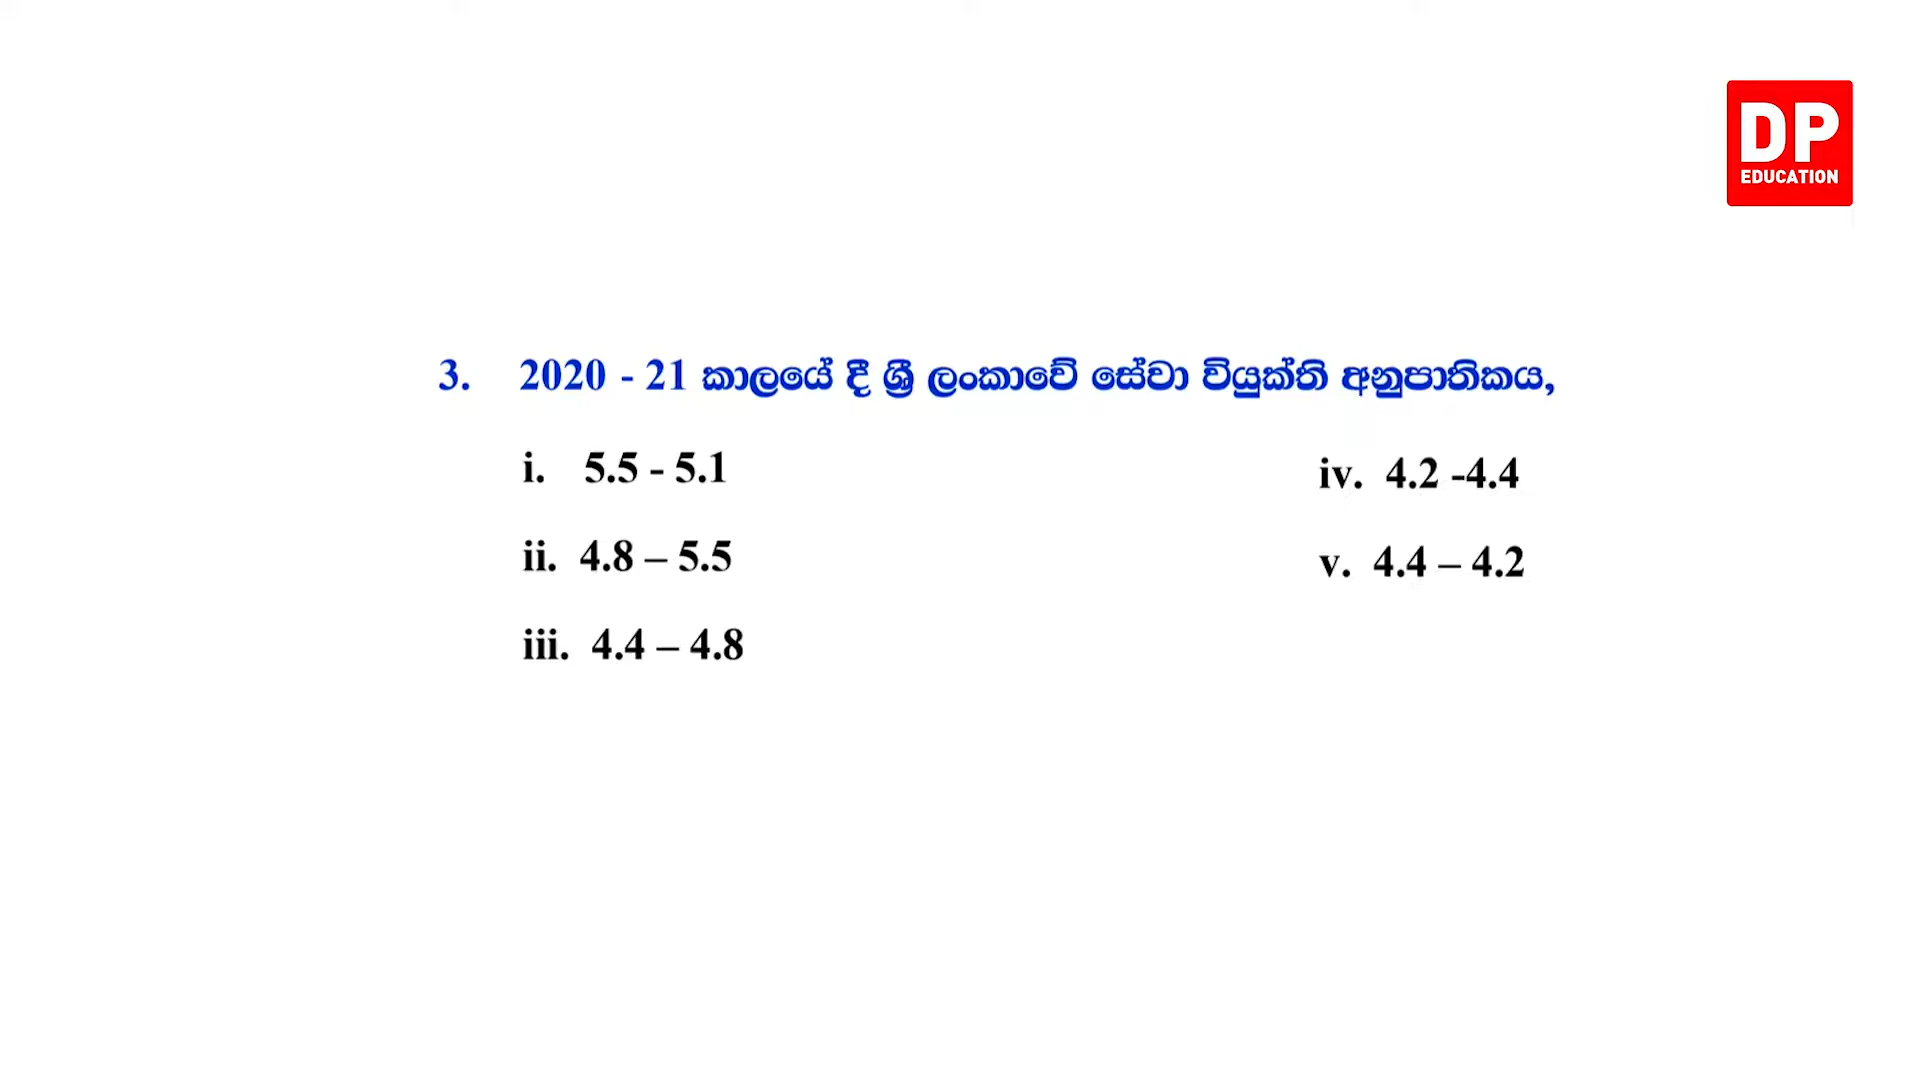 DP
EDUCATION
3. 2020 - 21 කාලයේ දී ශ්‍රී ලංකාවේ සේවා වියුක්ති අනුපාතිකය,
i. 5.5 - 5.1
ii. 4.8 – 5.5
iii. 4.4 – 4.8
iv. 4.2 -4.4
v. 4.4 – 4.2